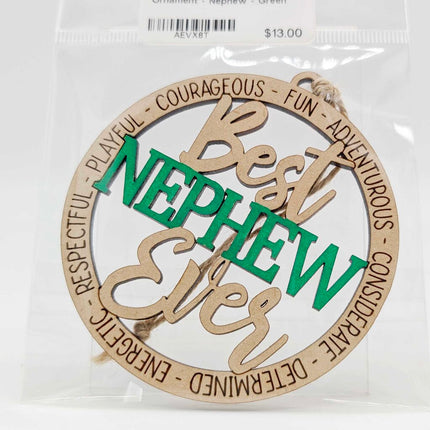 Ornament - Nephew - Green
AEVX8T
$13.00
COURAGEOUS - FUN - ADVENTUROUS - CONSIDERATE - DETERMINED - ENERGETIC - RESPECTFUL - PLAYFUL -
Best
NEPHEW
Ever